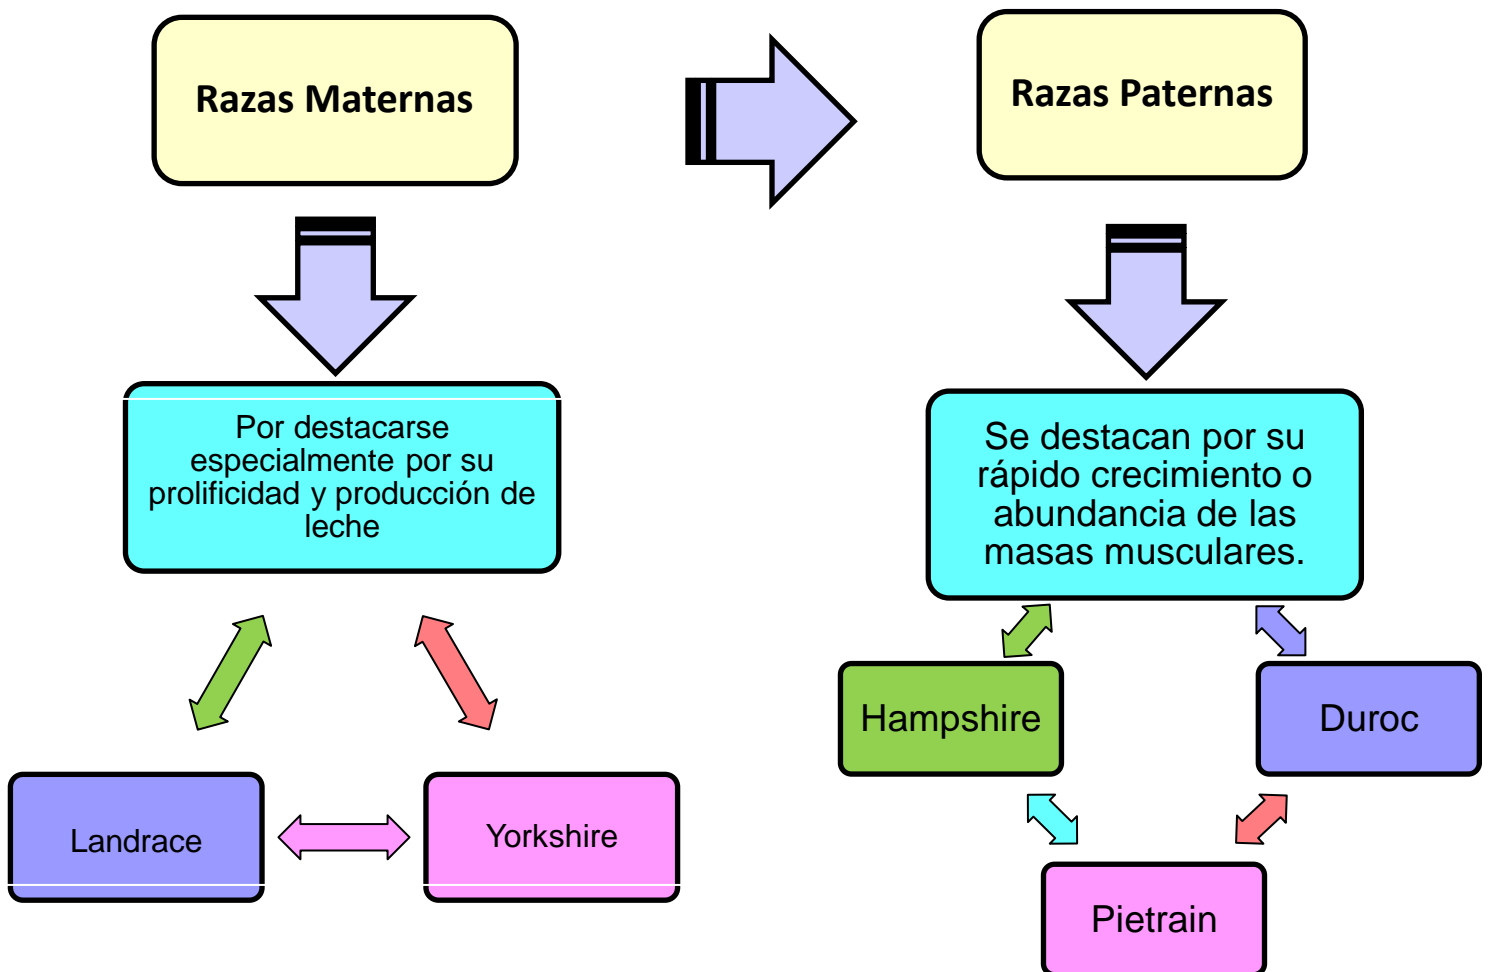 Razas Maternas
Razas Paternas
Por destacarse
especialmente por su
prolificidad y producción de
leche
Se destacan por su
rápido crecimiento o
abundancia de las
masas musculares.
Hampshire
Duroc
Landrace
Yorkshire
Pietrain